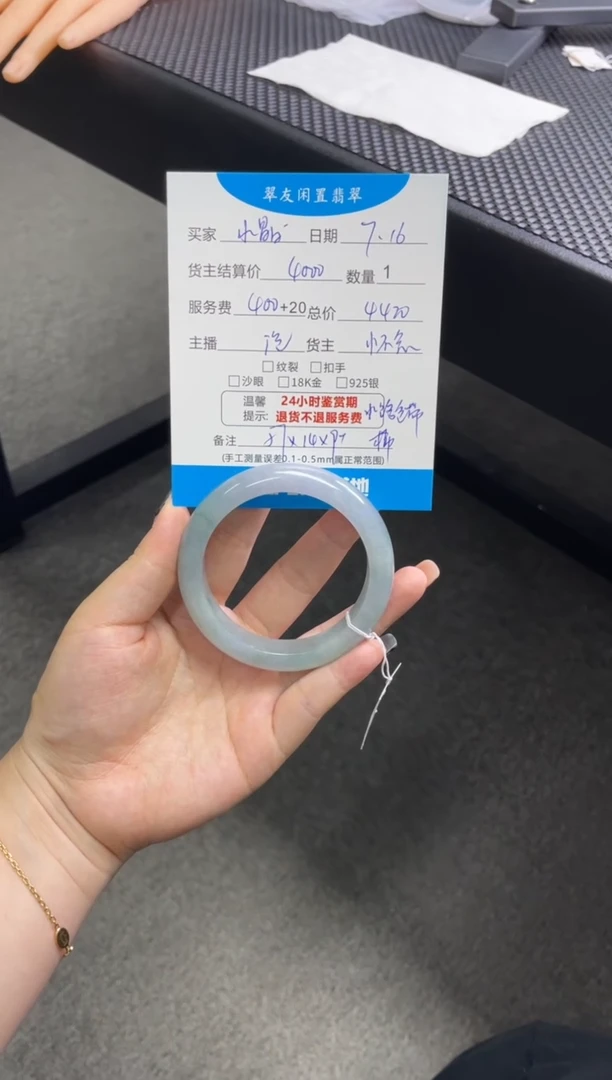 翠友闲置翡翠
买家 日期 7.16
货主结算价 4000 数量 1
服务费 400+20 总价 4420
主播 货主
□纹裂 □扣手
□沙眼 □18K金 □925银
温馨 24小时鉴赏期
提示: 退货不退服务费
备注
(手工测量误差0.1-0.5mm属正常范围)